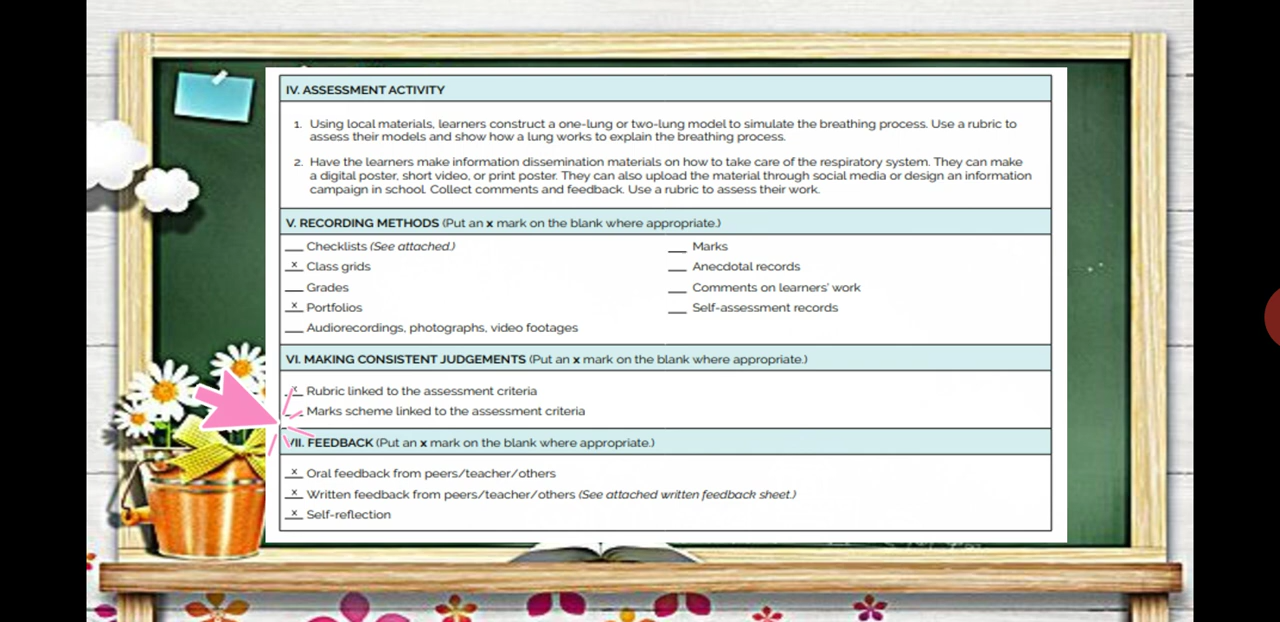 IV. ASSESSMENT ACTIVITY
1. Using local materials, learners construct a one-lung or two-lung model to simulate the breathing process. Use a rubric to
assess their models and show how a lung works to explain the breathing process.
2. Have the learners make information dissemination materials on how to take care of the respiratory system. They can make
a digital poster, short video, or print poster. They can also upload the material through social media or design an information
campaign in school. Collect comments and feedback. Use a rubric to assess their work.
V. RECORDING METHODS (Put an x mark on the blank where appropriate.)
___ Checklists (See attached.)
___ Marks
_x_ Class grids
___ Anecdotal records
___ Grades
___ Comments on learners' work
_x_ Portfolios
___ Self-assessment records
___ Audiorecordings, photographs, video footages
VI. MAKING CONSISTENT JUDGEMENTS (Put an x mark on the blank where appropriate.)
_x_ Rubric linked to the assessment criteria
___ Marks scheme linked to the assessment criteria
VII. FEEDBACK (Put an x mark on the blank where appropriate.)
_x_ Oral feedback from peers/teacher/others
_x_ Written feedback from peers/teacher/others (See attached written feedback sheet.)
_x_ Self-reflection